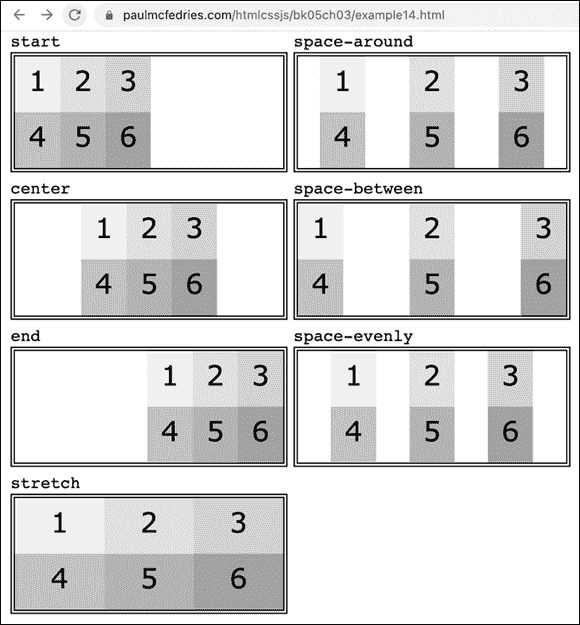 paulmcfedries.com/htmlcssjs/bk05ch03/example14.html
start
1 2 3
4 5 6
space-around
1 2 3
4 5 6
center
1 2 3
4 5 6
space-between
1 2 3
4 5 6
end
1 2 3
4 5 6
space-evenly
1 2 3
4 5 6
stretch
1 2 3
4 5 6